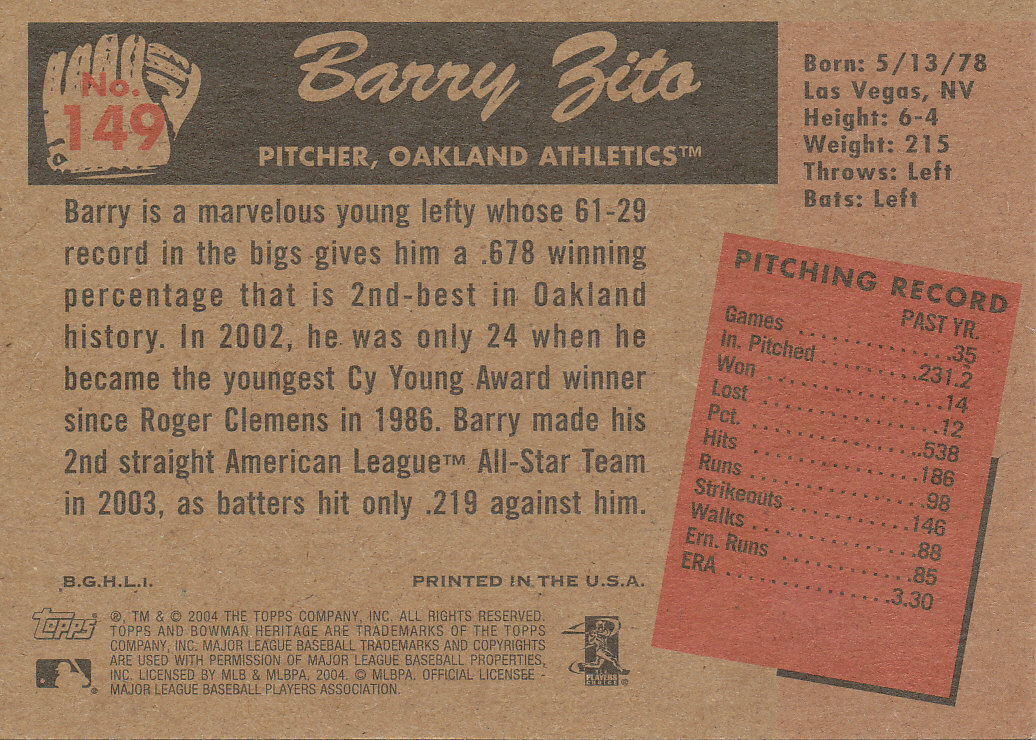 No.
149
Barry Zito
PITCHER, OAKLAND ATHLETICS™
Born: 5/13/78
Las Vegas, NV
Height: 6-4
Weight: 215
Throws: Left
Bats: Left
Barry is a marvelous young lefty whose 61-29
record in the bigs gives him a .678 winning
percentage that is 2nd-best in Oakland
history. In 2002, he was only 24 when he
became the youngest Cy Young Award winner
since Roger Clemens in 1986. Barry made his
2nd straight American League™ All-Star Team
in 2003, as batters hit only .219 against him.
PITCHING RECORD
PAST YR.
Games ..............35
In. Pitched ..........231.2
Won ...............14
Lost ...............12
Pct. ...............538
Hits ...............186
Runs ...............98
Strikeouts ..........146
Walks ..............88
Ern. Runs ..........85
ERA ..............3.30
B.G.H.L.I. PRINTED IN THE U.S.A.
Topps
®, TM & © 2004 THE TOPPS COMPANY, INC. ALL RIGHTS RESERVED.
TOPPS AND BOWMAN HERITAGE ARE TRADEMARKS OF THE TOPPS
COMPANY, INC. MAJOR LEAGUE BASEBALL TRADEMARKS AND COPYRIGHTS
ARE USED WITH PERMISSION OF MAJOR LEAGUE BASEBALL PROPERTIES,
INC. LICENSED BY MLB & MLBPA, 2004. © MLBPA. OFFICIAL LICENSEE -
MAJOR LEAGUE BASEBALL PLAYERS ASSOCIATION.
PLAYERS
CHOICE